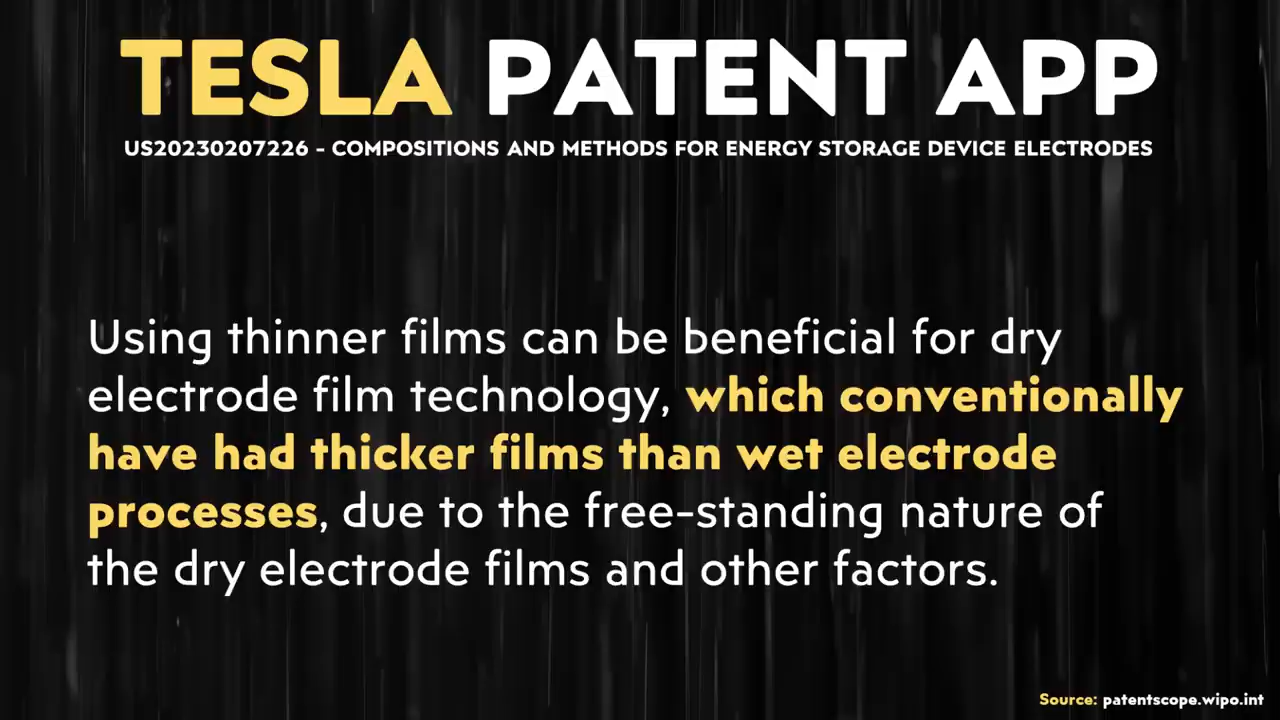 TESLA PATENT APP
US20230207226 - COMPOSITIONS AND METHODS FOR ENERGY STORAGE DEVICE ELECTRODES
Using thinner films can be beneficial for dry
electrode film technology, which conventionally
have had thicker films than wet electrode
processes, due to the free-standing nature of
the dry electrode films and other factors.
Source: patentscope.wipo.int